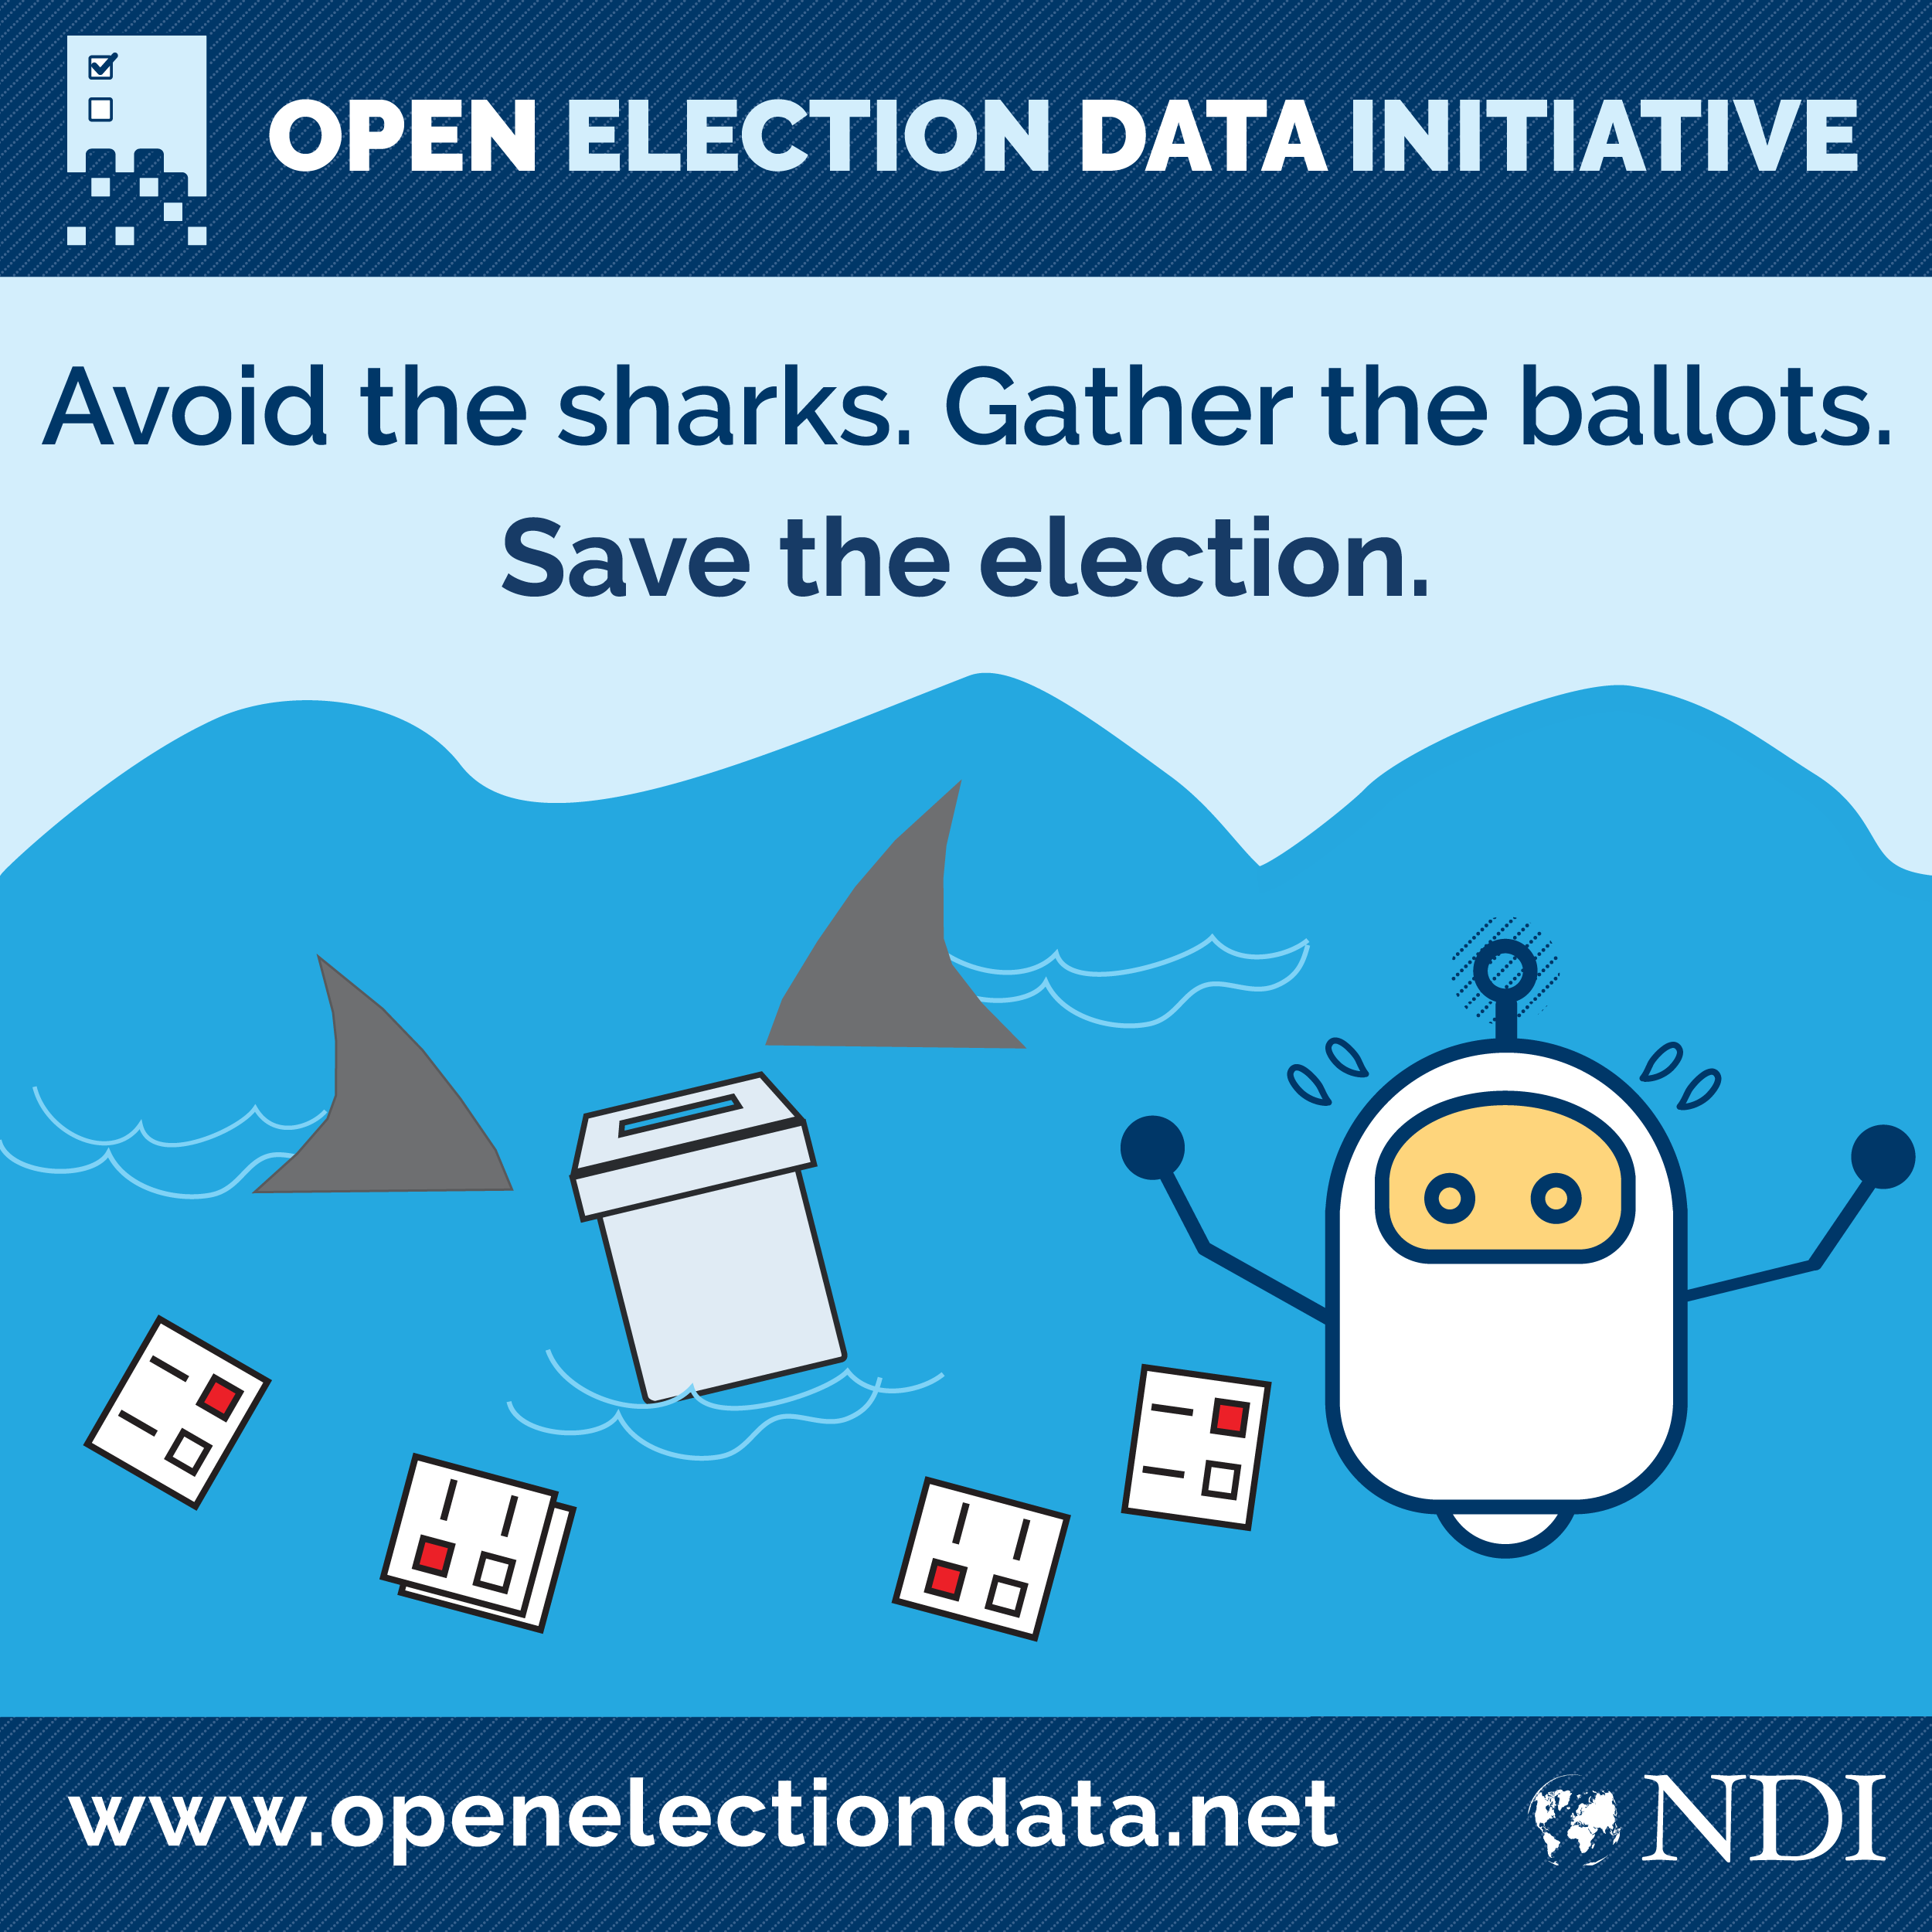 OPEN ELECTION DATA INITIATIVE
Avoid the sharks. Gather the ballots.
Save the election.
www.openelectiondata.net
NDI